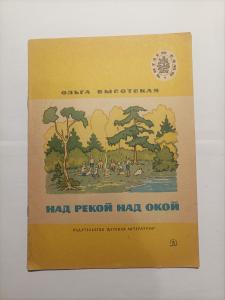 ОЛЬГА ВЫСОТСКАЯ
НАД РЕКОЙ НАД ОКОЙ
ИЗДАТЕЛЬСТВО ДЕТСКАЯ ЛИТЕРАТУРА